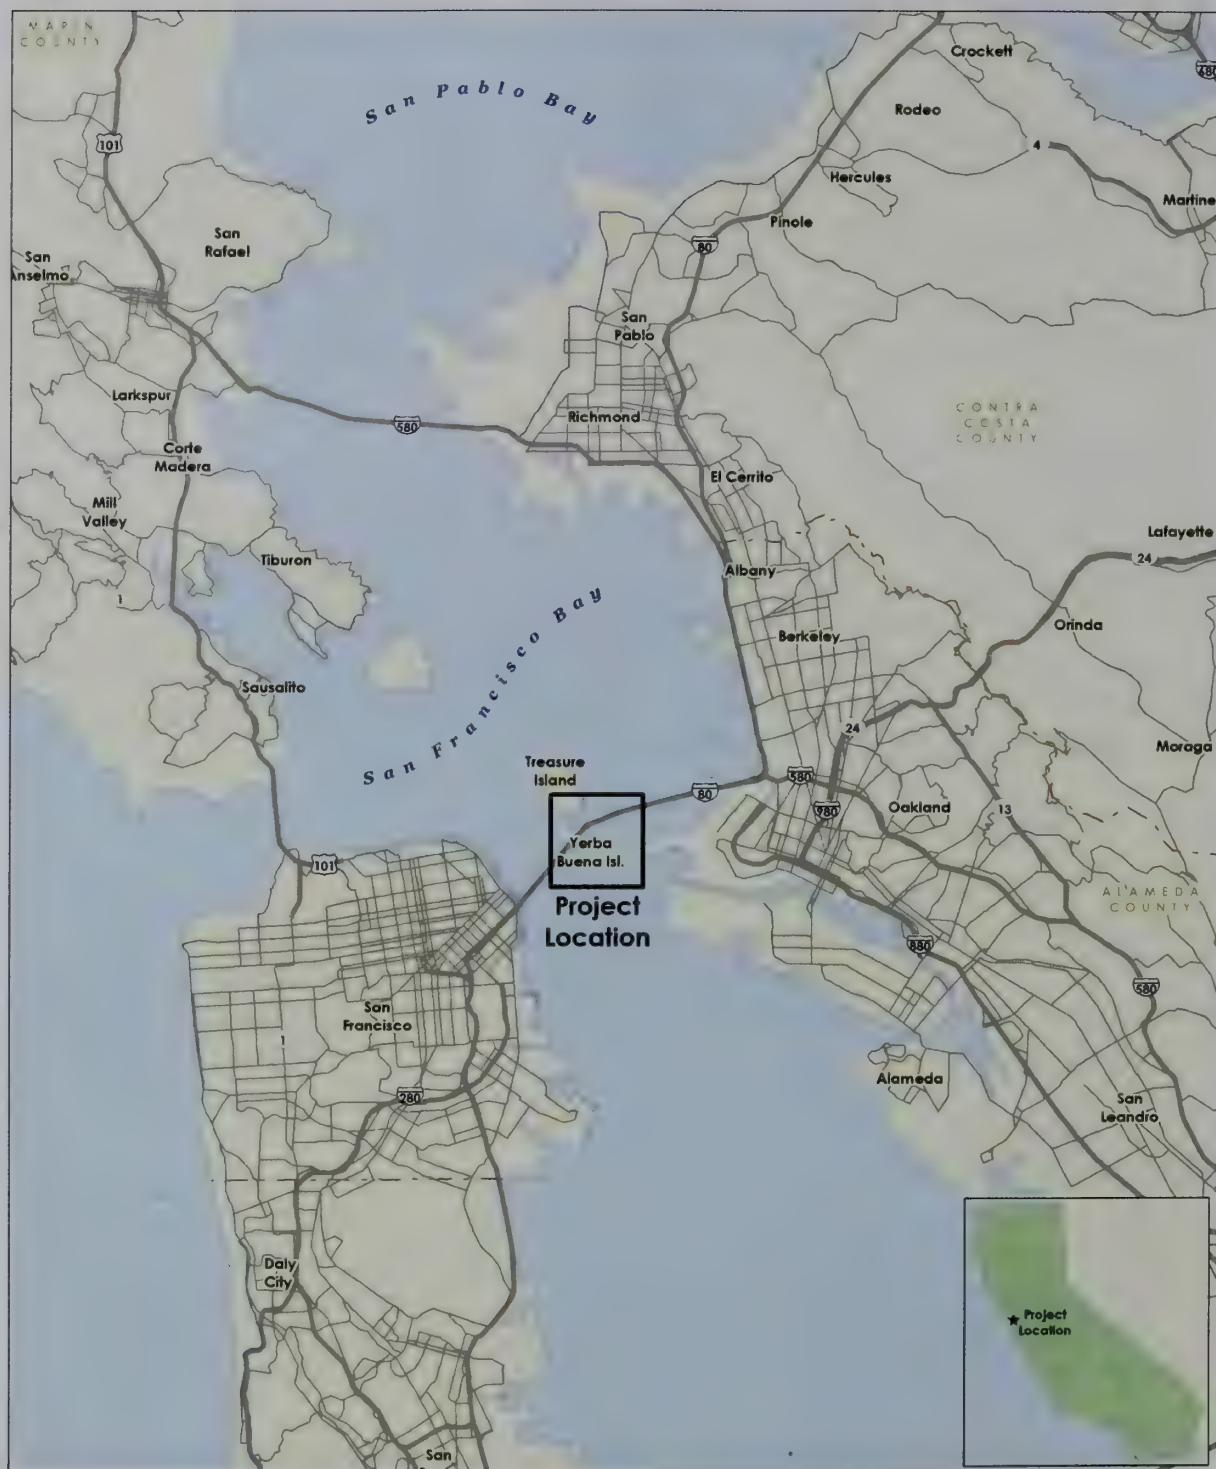 MARIN
COUNTY
San Pablo Bay
Crockett
680
Rodeo
101
4
Hercules
Martine
Pinole
San
Rafael
80
San
Anselmo
San
Pablo
Larkspur
580
Richmond
CONTRA
COSTA
COUNTY
Corte
Madera
El Cerrito
Mill
Valley
Lafayette
24
Tiburon
Albany
1
San Francisco Bay
Orinda
Berkeley
Sausalito
24
Moraga
Treasure
Island
80
580
980
Oakland
13
Yerba
Buena Isl.
101
ALAMEDA
COUNTY
Project
Location
880
580
San
Francisco
1
Alameda
280
San
Leandro
Daly
City
Project
Location
San